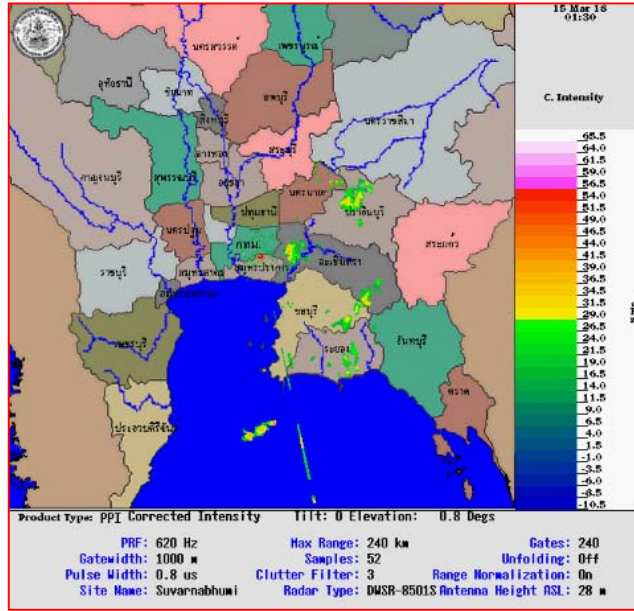 15 Mar 16
01:30
C. Intensity
นครสวรรค์
เพชรบูรณ์
อุทัยธานี
ชัยนาท
ลพบุรี
นครราชสีมา
สิงห์บุรี
อ่างทอง
สระบุรี
กาญจนบุรี
สุพรรณบุรี
อยุธยา
นครนายก
ปราจีนบุรี
ปทุมธานี
นครปฐม
กทม.
สระแก้ว
ราชบุรี
สมุทรสาคร
สมุทรปราการ
ฉะเชิงเทรา
ชลบุรี
เพชรบุรี
ระยอง
จันทบุรี
ตราด
ประจวบคีรีขันธ์
65.5
64.0
61.5
59.0
56.5
54.0
51.5
49.0
46.5
44.0
41.5
39.0
36.5
34.0
31.5
29.0
26.5
24.0
21.5
19.0
16.5
14.0
11.5
9.0
6.5
4.0
1.5
-1.0
-3.5
-6.0
-8.5
-10.5
Product Type: PPI Corrected Intensity Tilt: 0 Elevation: 0.8 Degs
PRF: 620 Hz Max Range: 240 km Gates: 240
Gatewidth: 1000 m Samples: 52 Unfolding: Off
Pulse Width: 0.8 us Clutter Filter: 3 Range Normalization: On
Site Name: Suvarnabhumi Radar Type: DWSR-8501S Antenna Height ASL: 28 m